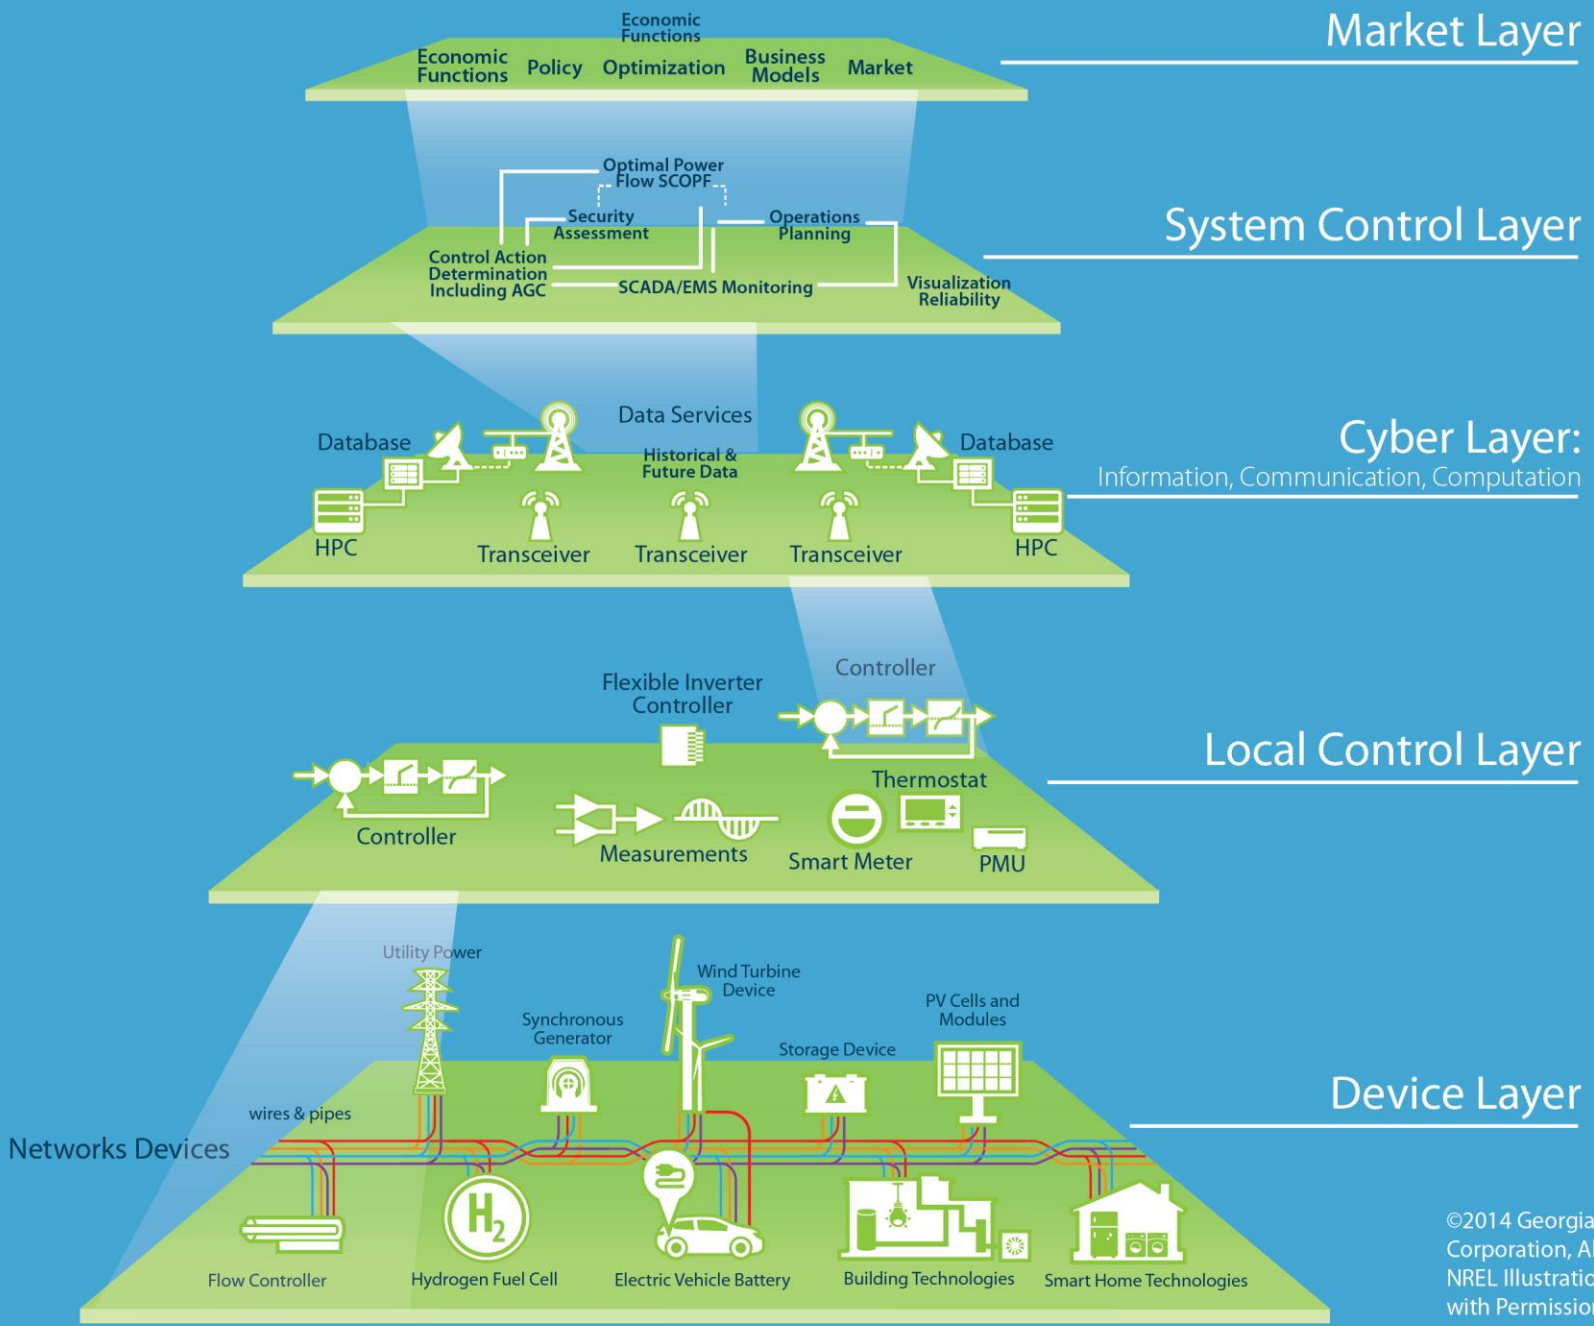 Market Layer
Economic
Functions
Economic
Functions
Policy
Optimization
Business
Models
Market
System Control Layer
Optimal Power
Flow SCOPF
Security
Assessment
Operations
Planning
Control Action
Determination
Including AGC
SCADA/EMS Monitoring
Visualization
Reliability
Cyber Layer:
Information, Communication, Computation
Data Services
Database
Database
Historical &
Future Data
HPC
Transceiver
Transceiver
Transceiver
HPC
Local Control Layer
Controller
Flexible Inverter
Controller
Thermostat
Controller
Measurements
Smart Meter
PMU
Device Layer
Utility Power
Wind Turbine
Device
Synchronous
Generator
PV Cells and
Modules
Storage Device
wires & pipes
Networks Devices
H2
Flow Controller
Hydrogen Fuel Cell
Electric Vehicle Battery
Building Technologies
Smart Home Technologies
©2014 Georgia
Corporation,
NREL
with